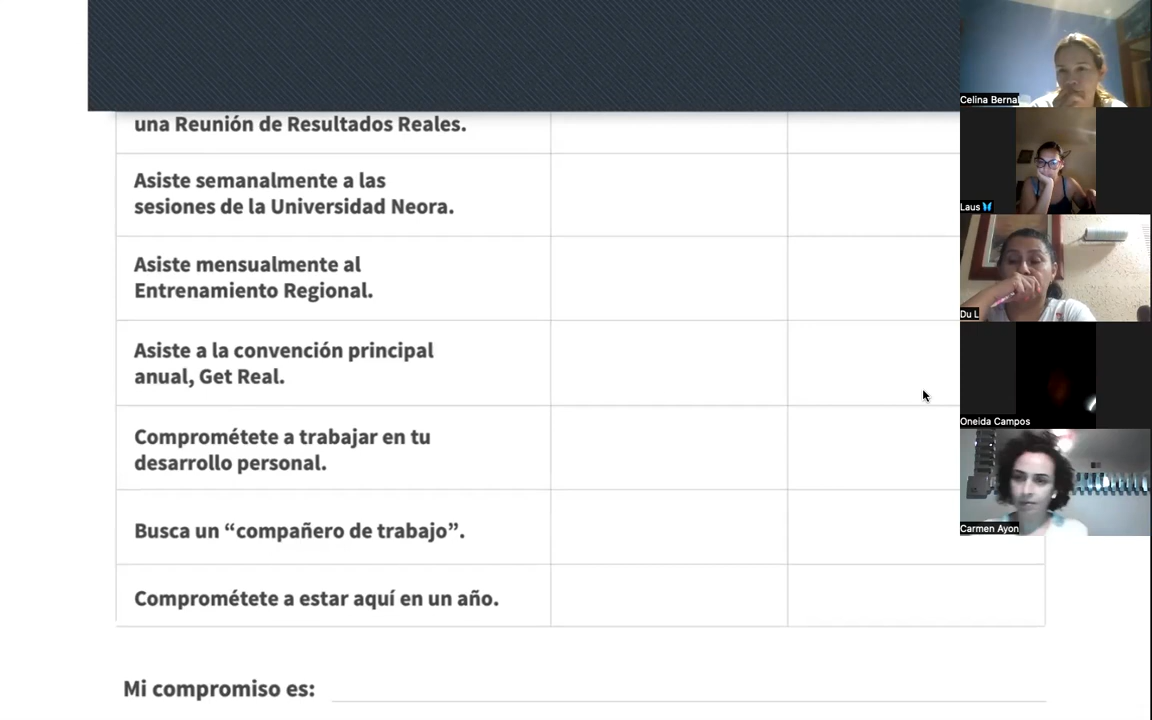 una Reunión de Resultados Reales.
Asiste semanalmente a las
sesiones de la Universidad Neora.
Asiste mensualmente al
Entrenamiento Regional.
Asiste a la convención principal
anual, Get Real.
Comprométete a trabajar en tu
desarrollo personal.
Busca un “compañero de trabajo”.
Comprométete a estar aquí en un año.
Mi compromiso es:
Celina Bernal
Laus 🦋
Du L
Oneida Campos
Carmen Ayon